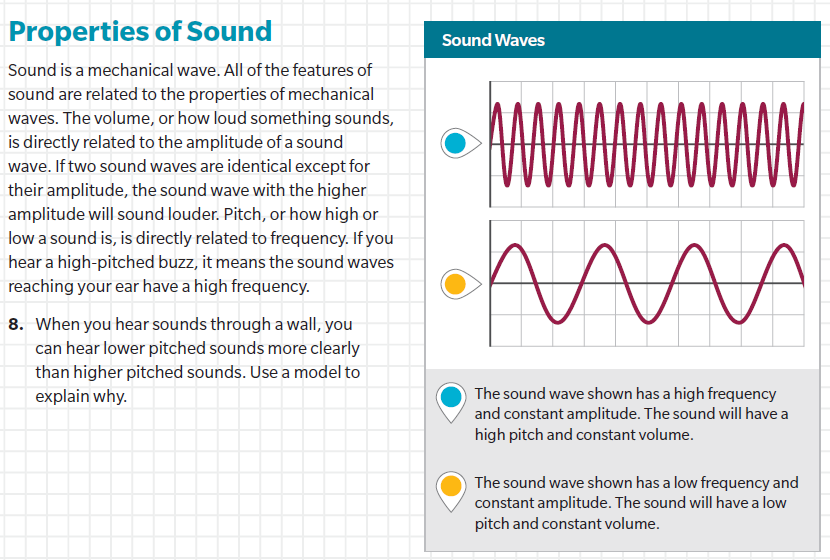 Properties of Sound
Sound is a mechanical wave. All of the features of
sound are related to the properties of mechanical
waves. The volume, or how loud something sounds,
is directly related to the amplitude of a sound
wave. If two sound waves are identical except for
their amplitude, the sound wave with the higher
amplitude will sound louder. Pitch, or how high or
low a sound is, is directly related to frequency. If you
hear a high-pitched buzz, it means the sound waves
reaching your ear have a high frequency.
8. When you hear sounds through a wall, you
can hear lower pitched sounds more clearly
than higher pitched sounds. Use a model to
explain why.
Sound Waves
The sound wave shown has a high frequency
and constant amplitude. The sound will have a
high pitch and constant volume.
The sound wave shown has a low frequency and
constant amplitude. The sound will have a low
pitch and constant volume.